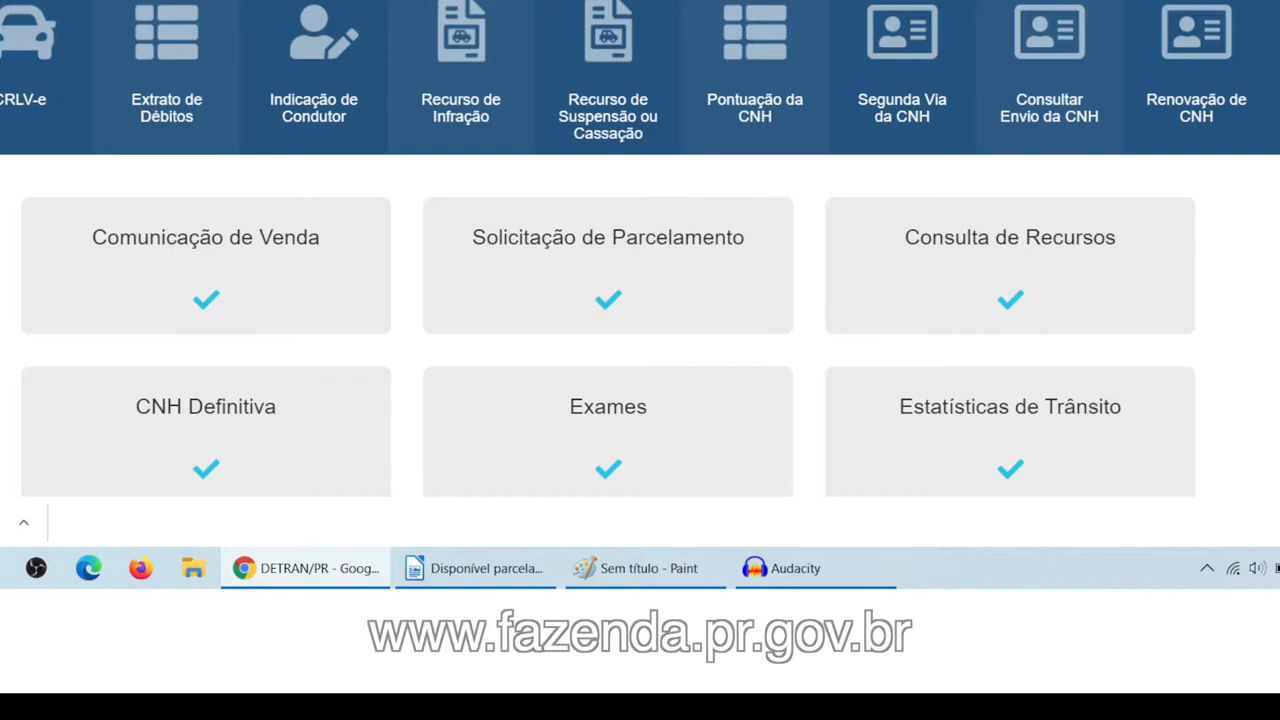 CRLV-e
Extrato de
Débitos
Indicação de
Condutor
Recurso de
Infração
Recurso de
Suspensão ou
Cassação
Pontuação da
CNH
Segunda Via
da CNH
Consultar
Envio da CNH
Renovação de
CNH
Comunicação de Venda
Solicitação de Parcelamento
Consulta de Recursos
CNH Definitiva
Exames
Estatísticas de Trânsito
DETRAN/PR - Goog...
Disponível parcela...
Sem título - Paint
Audacity
www.fazenda.pr.gov.br